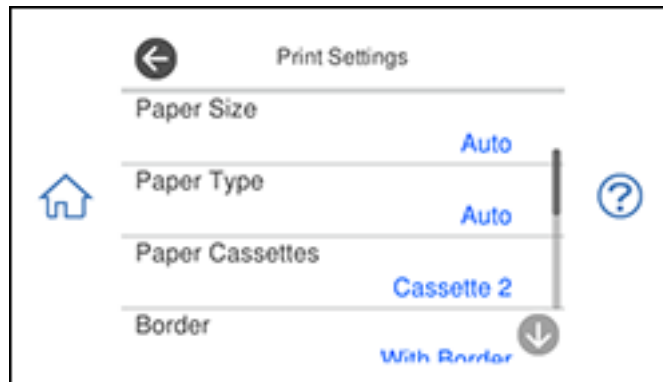 Print Settings
Paper Size
Auto
Paper Type
Auto
Paper Cassettes
Cassette 2
Border
With Border